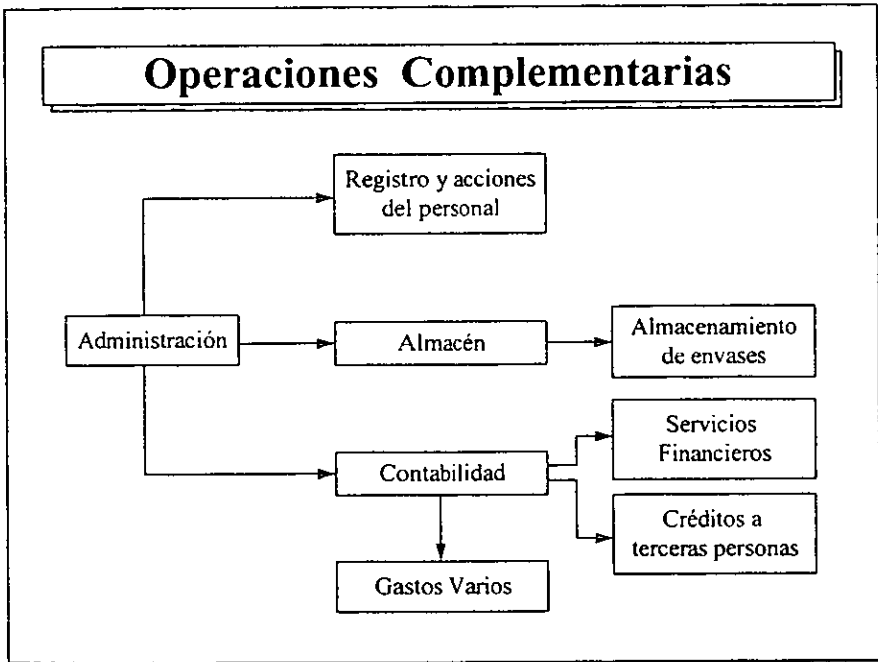 Operaciones Complementarias
Registro y acciones
del personal
Administración
Almacén
Almacenamiento
de envases
Contabilidad
Servicios
Financieros
Créditos a
terceras personas
Gastos Varios